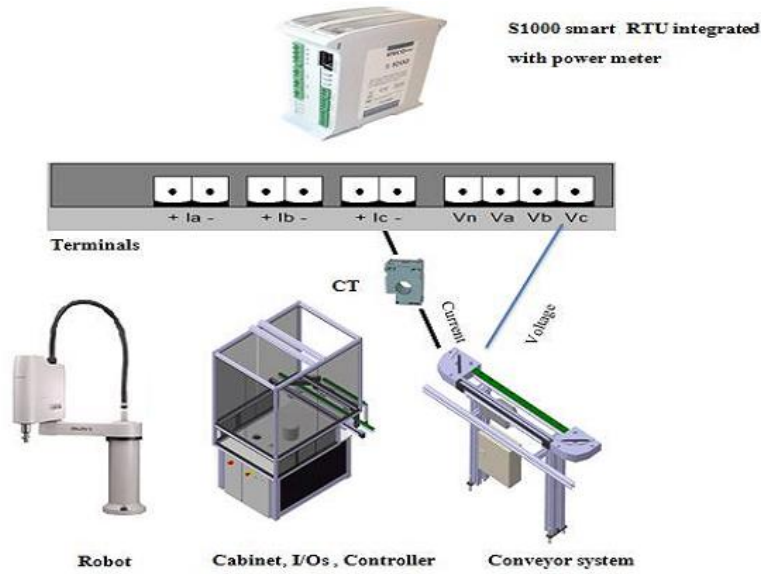 S1000 smart RTU integrated
with power meter
S 1000
+ Ia - + Ib - + Ic - Vn Va Vb Vc
Terminals
CT
Current
Voltage
Robot Cabinet, I/Os , Controller Conveyor system